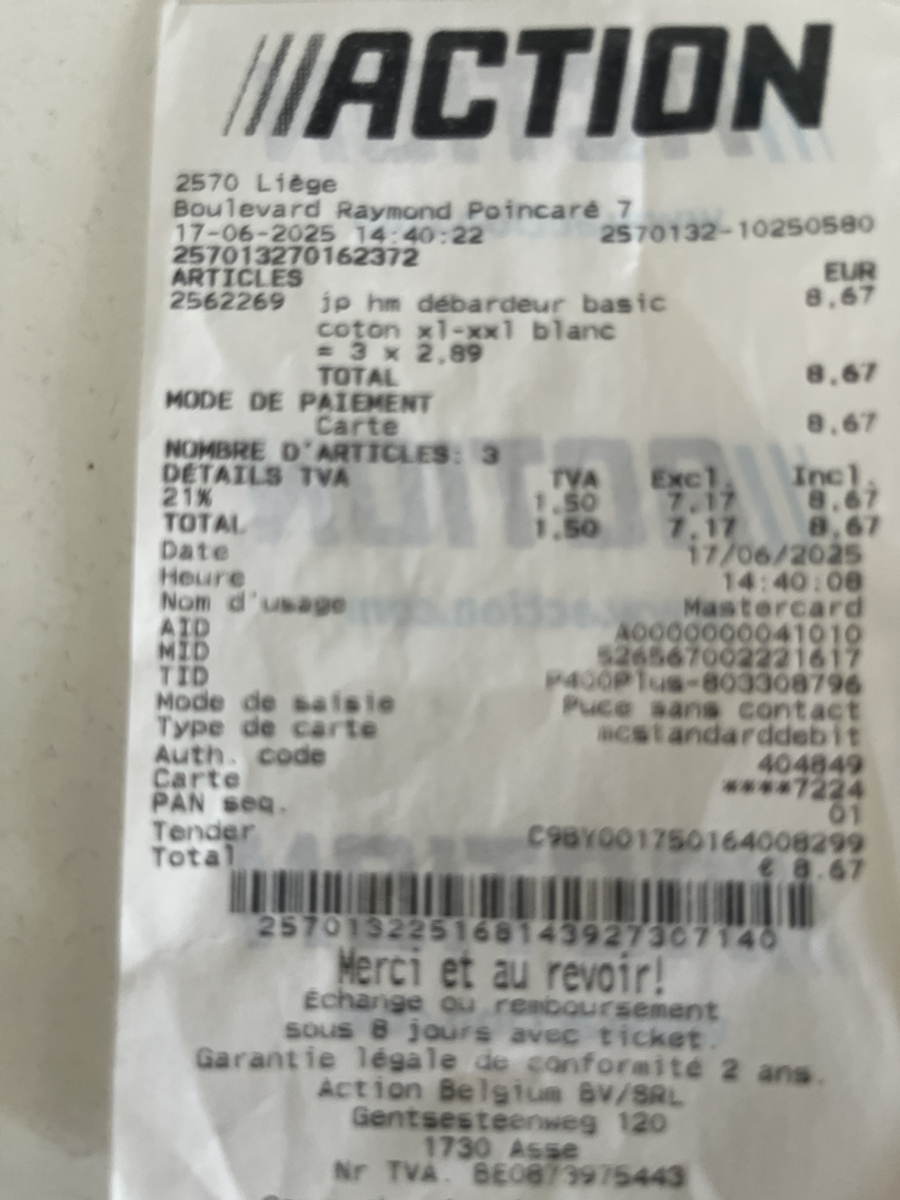 ACTION
2570 Liège
Boulevard Raymond Poincaré 7
17-06-2025 14:40:22 2570132-10250580
257013270162372
ARTICLES EUR
2562269 jp hm débardeur basic 8.67
coton xl-xxl blanc
= 3 x 2.89
TOTAL 8.67
MODE DE PAIEMENT
Carte 8.67
NOMBRE D'ARTICLES: 3
DÉTAILS TVA TVA Excl. Incl.
21% 1.50 7.17 8.67
TOTAL 1.50 7.17 8.67
Date 17/06/2025
Heure 14:40:08
Nom d'usage Mastercard
AID A0000000041010
MID 526567002221617
TID P400Plus-803308796
Mode de saisie Puce sans contact
Type de carte mcstandarddebit
Auth. code 404849
Carte ****7224
PAN seq. 01
Tender C9BY001750164008299
Total € 8.67
257013225168143927307140
Merci et au revoir!
Échange ou remboursement
sous 8 jours avec ticket.
Garantie légale de conformité 2 ans.
Action Belgium BV/SRL
Gentsesteenweg 120
1730 Asse
Nr TVA. BE0873975443